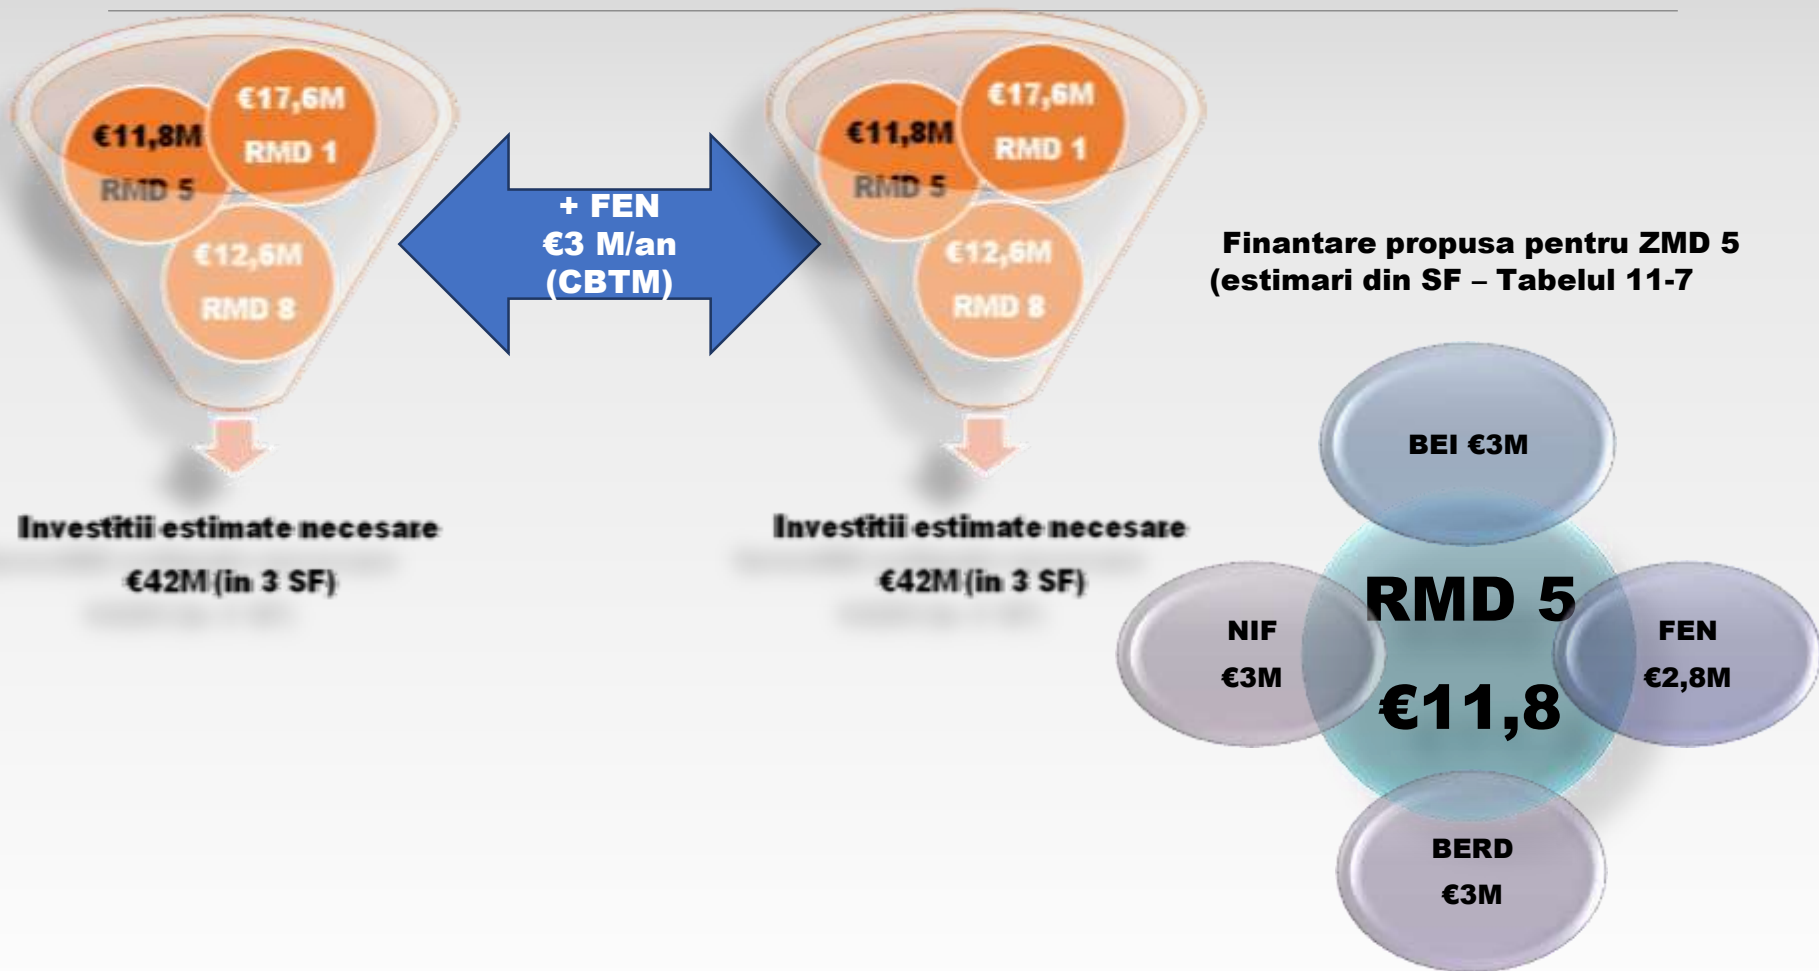 €17,6M
RMD 1
€11,8M
RMD 5
€12,6M
RMD 8
Investitii estimate necesare
€42M (in 3 SF)
+ FEN
€3 M/an
(CBTM)
€17,6M
RMD 1
€11,8M
RMD 5
€12,6M
RMD 8
Investitii estimate necesare
€42M (in 3 SF)
Finantare propusa pentru ZMD 5
(estimari din SF – Tabelul 11-7
BEI €3M
RMD 5
€11,8
NIF
€3M
FEN
€2,8M
BERD
€3M